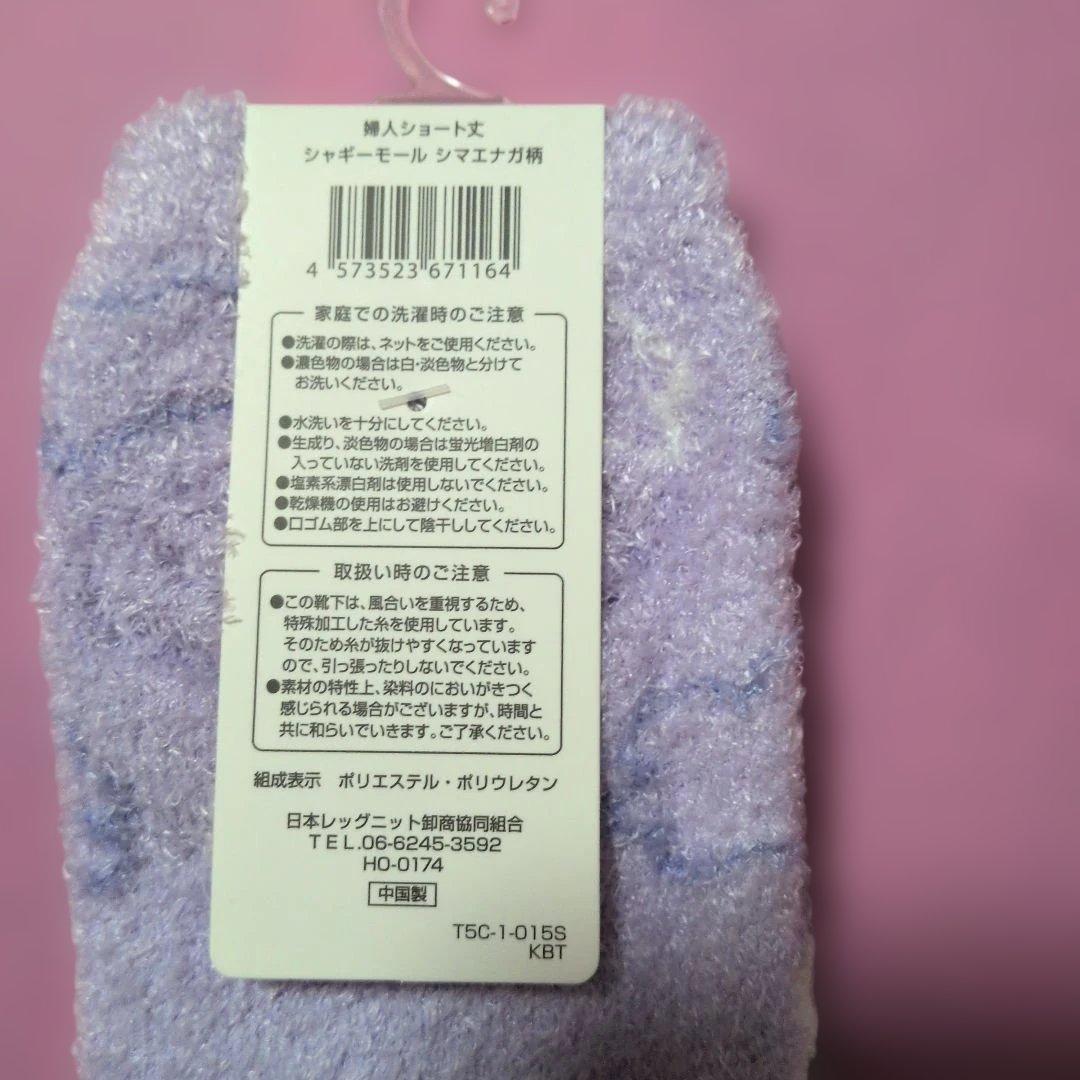 婦人ショート丈
シャギーモール シマエナガ柄
4 573523 671164
家庭での洗濯時のご注意
●洗濯の際は、ネットをご使用ください。
●濃色物の場合は白・淡色物と分けて
お洗いください。
●水洗いを十分にしてください。
●生成り、淡色物の場合は蛍光増白剤の
入っていない洗剤を使用してください。
●塩素系漂白剤は使用しないでください。
●乾燥機の使用はお避けください。
●口ゴム部を上にして陰干ししてください。
取扱い時のご注意
●この靴下は、風合いを重視するため、
特殊加工した糸を使用しています。
そのため糸が抜けやすくなっています
ので、引っ張ったりしないでください。
●素材の特性上、染料のにおいがきつく
感じられる場合がございますが、時間と
共に和らいでいきます。ご了承ください。
組成表示 ポリエステル・ポリウレタン
日本レッグニット卸商協同組合
TEL.06-6245-3592
HO-0174
中国製
T5C-1-015S
KBT